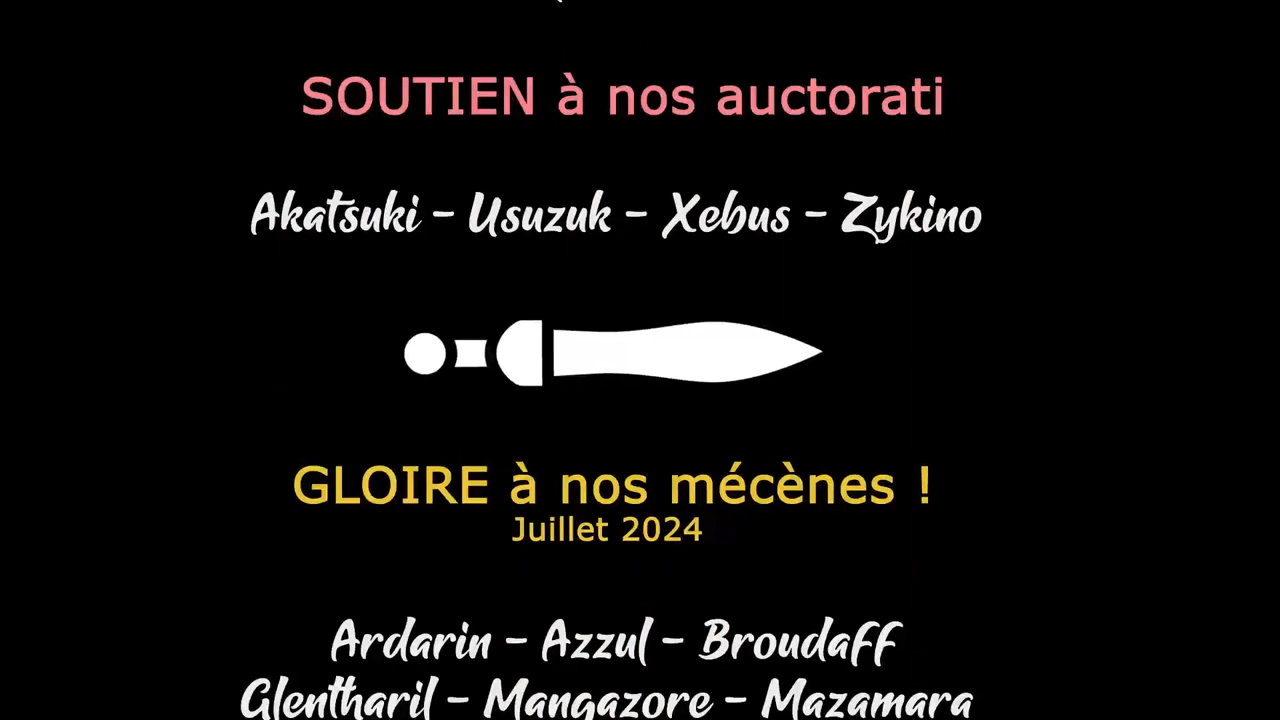 SOUTIEN à nos auctorati
Akatsuki - Usuzuk - Xebus - Zykino
GLOIRE à nos mécènes !
Juillet 2024
Ardarin - Azzul - Broudaff
Glentharil - Mangazore - Mazamara